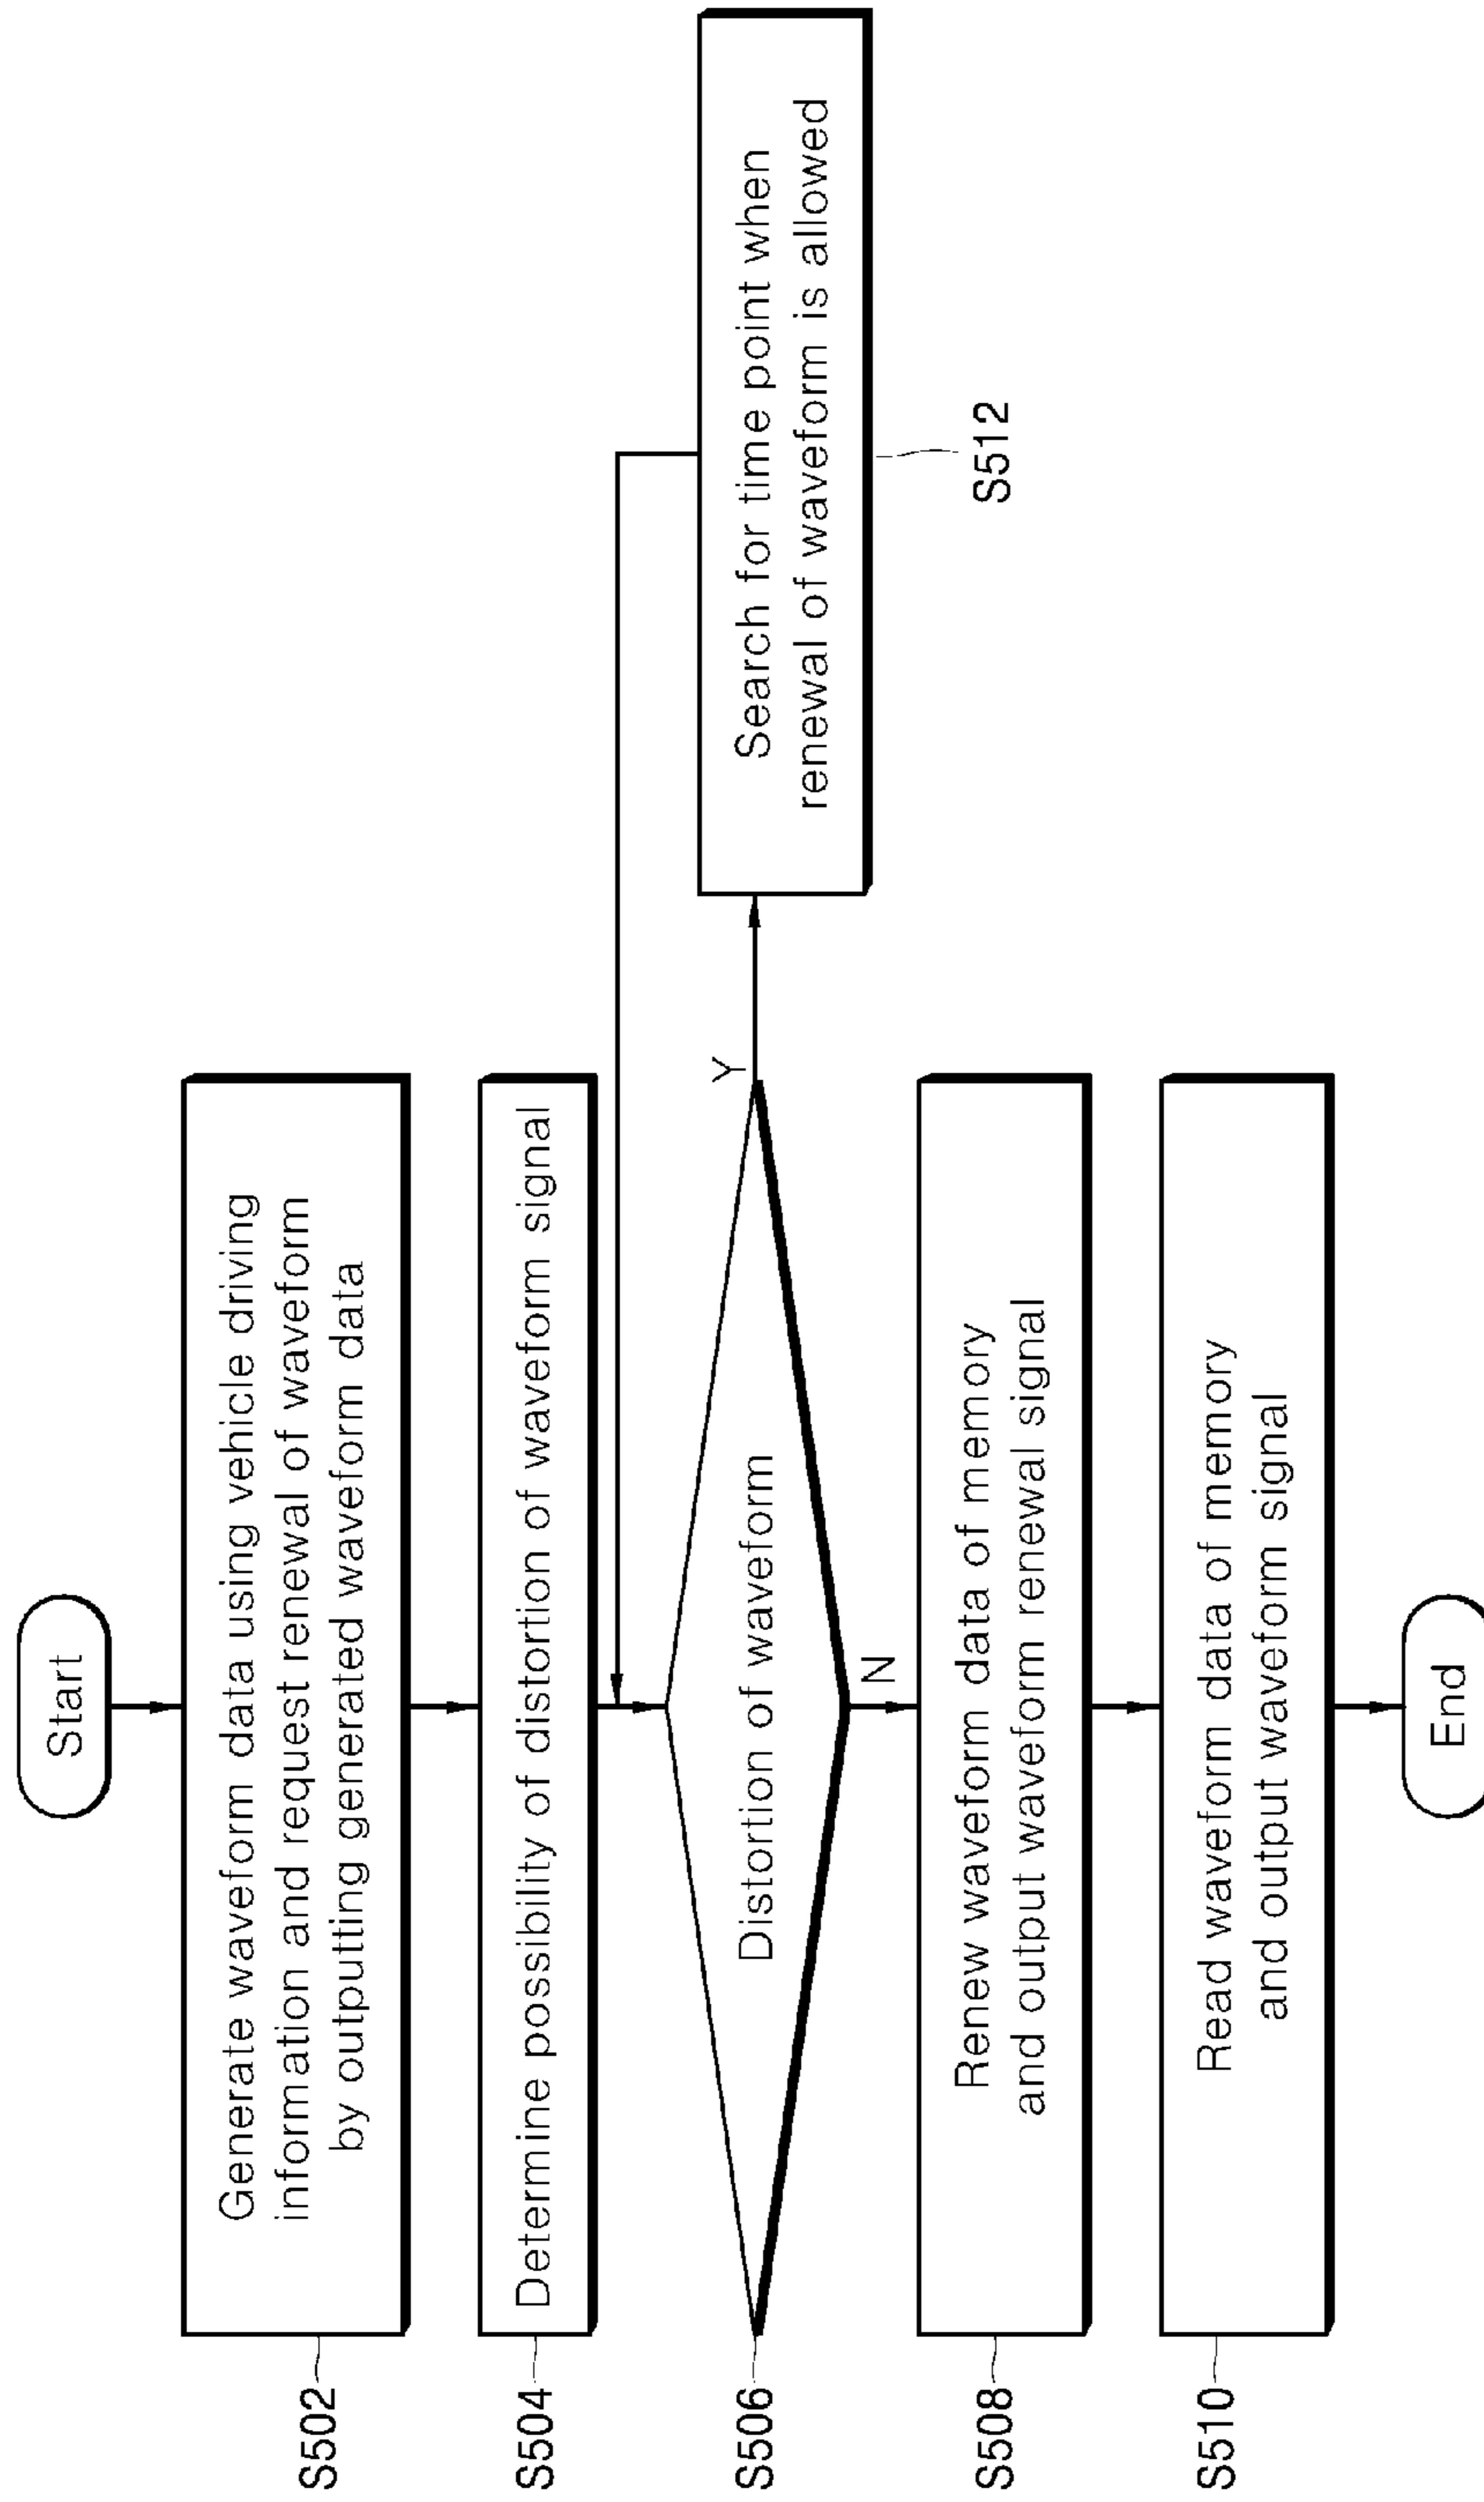 Start
S502
Generate waveform data using vehicle driving
information and request renewal of waveform
by outputting generated waveform data
S504
Determine possibility of distortion of waveform signal
S506
Distortion of waveform
Y
Search for time point when
renewal of waveform is allowed
S512
N
S508
Renew waveform data of memory
and output waveform renewal signal
S510
Read waveform data of memory
and output waveform signal
End